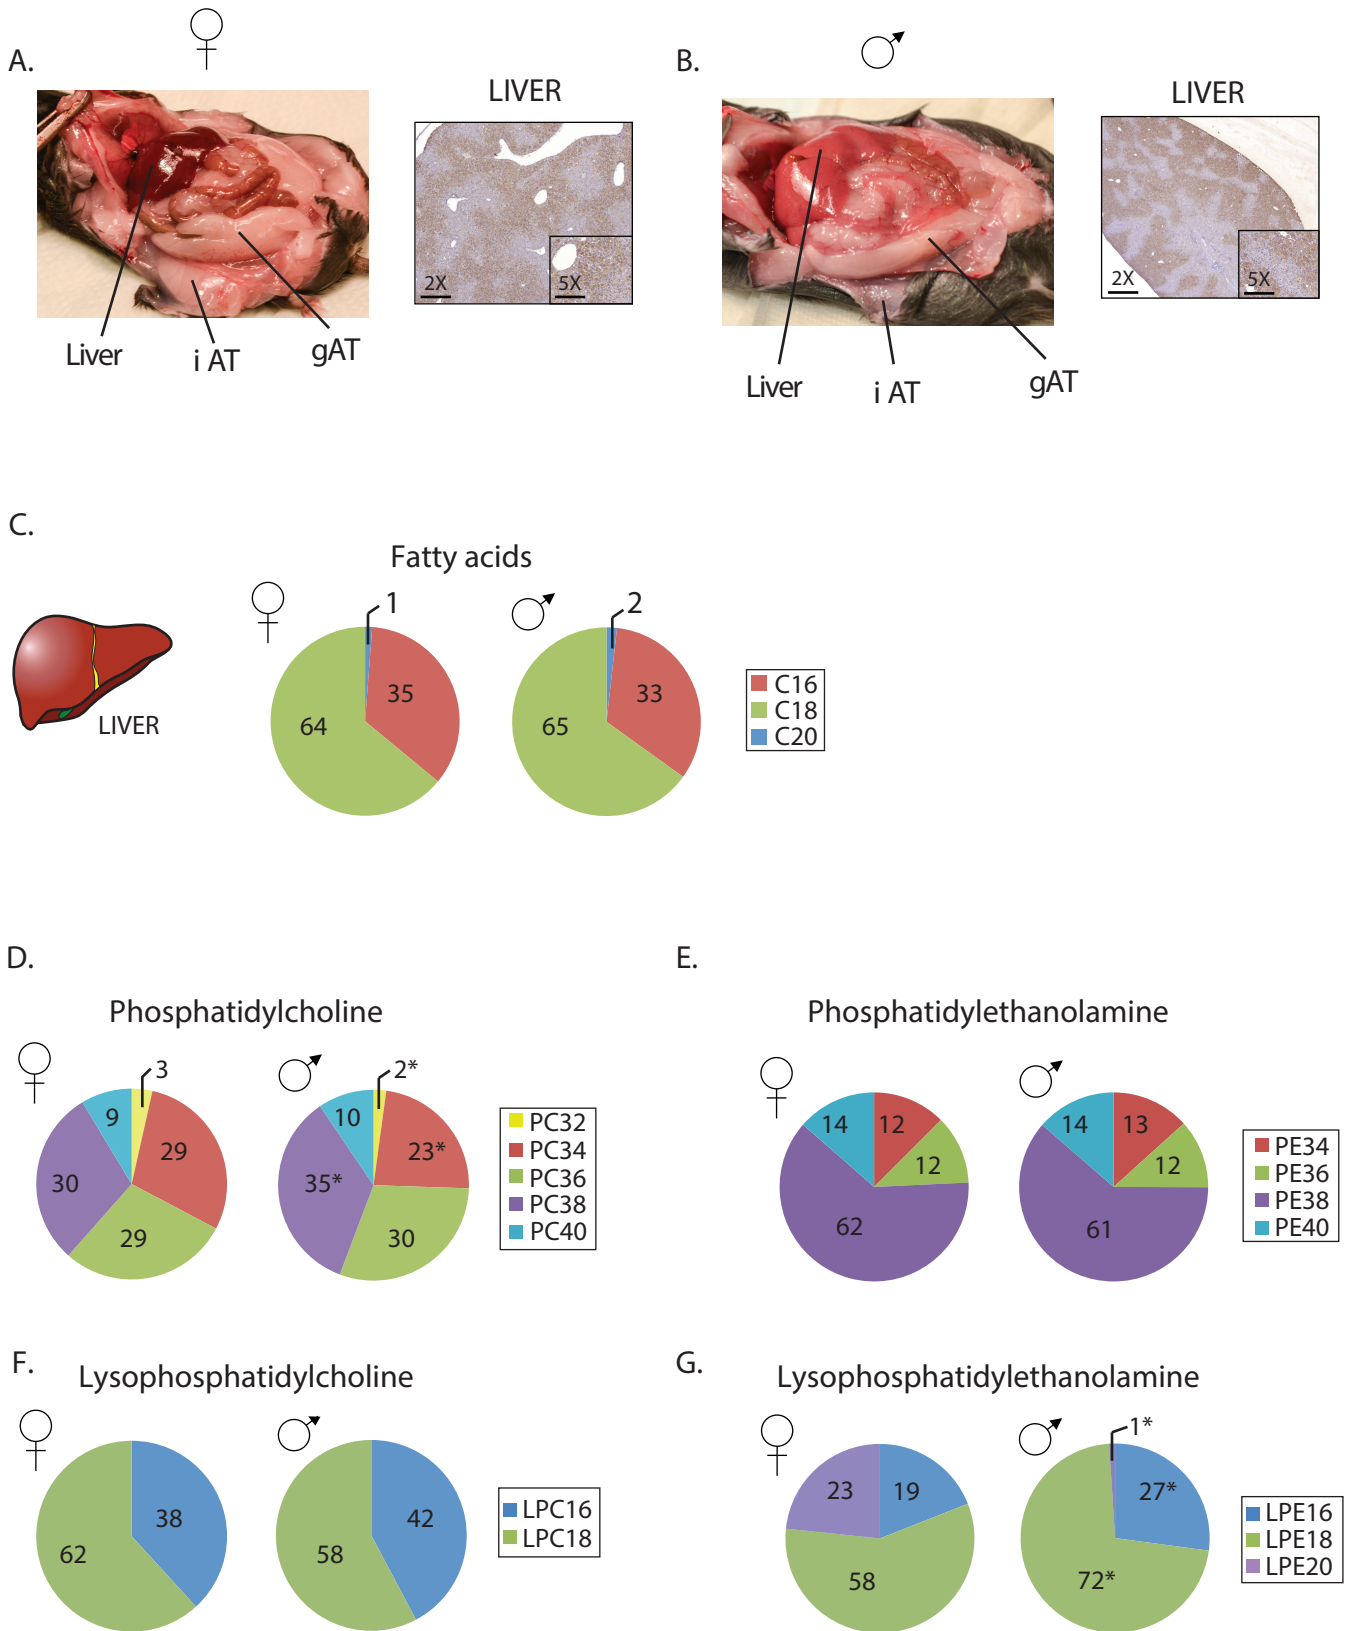 A.
LIVER
2X
5X
Liver
i AT
gAT
B.
LIVER
2X
5X
Liver
i AT
gAT
C.
Fatty acids
LIVER
1
35
64
2
33
65
C16
C18
C20
D.
Phosphatidylcholine
3
9
29
30
29
2*
10
23*
35*
30
PC32
PC34
PC36
PC38
PC40
E.
Phosphatidylethanolamine
14
12
12
62
14
13
12
61
PE34
PE36
PE38
PE40
F.
Lysophosphatidylcholine
38
62
42
58
LPC16
LPC18
G.
Lysophosphatidylethanolamine
23
19
58
1*
27*
72*
LPE16
LPE18
LPE20